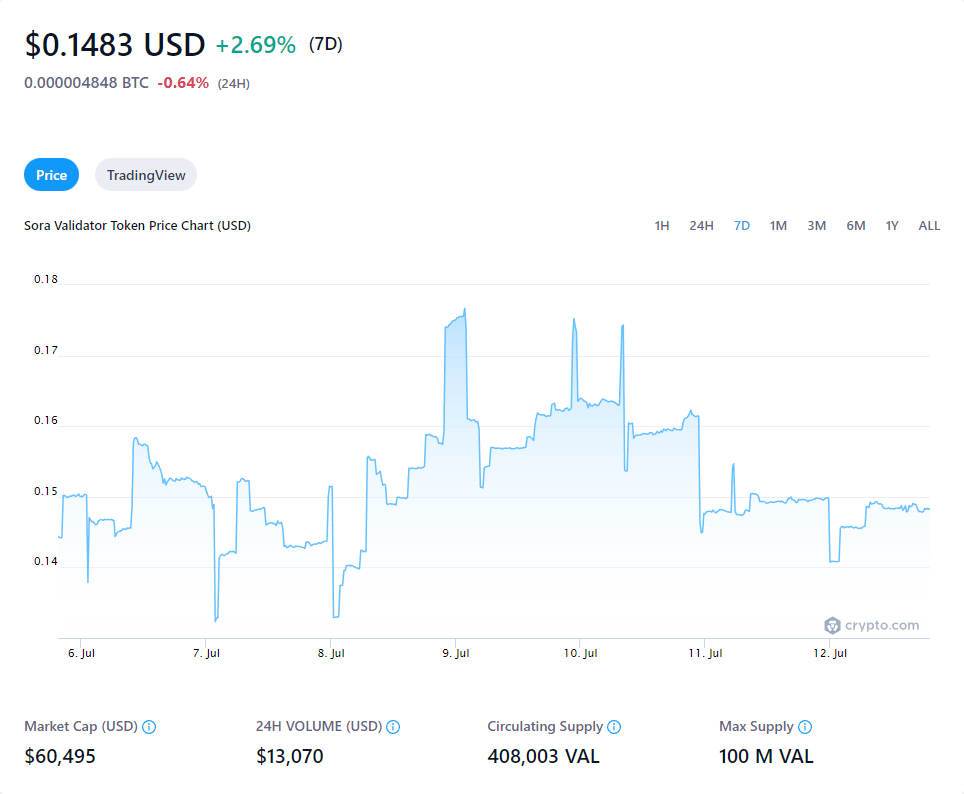 $0.1483 USD +2.69% (7D)
0.000004848 BTC -0.64% (24H)
Price TradingView
Sora Validator Token Price Chart (USD) 1H 24H 7D 1M 3M 6M 1Y ALL
0.18
0.17
0.16
0.15
0.14
crypto.com
6. Jul 7. Jul 8. Jul 9. Jul 10. Jul 11. Jul 12. Jul
Market Cap (USD) 24H VOLUME (USD) Circulating Supply Max Supply
$60,495 $13,070 408,003 VAL 100 M VAL